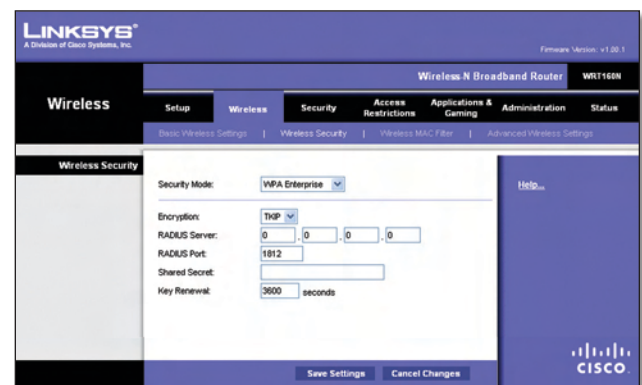 LINKSYS®
A Division of Cisco Systems, Inc.
Firmware Version: v1.00.1
Wireless-N Broadband Router WRT160N
Wireless
Setup Wireless Security Access Restrictions Applications & Gaming Administration Status
Basic Wireless Settings | Wireless Security | Wireless MAC Filter | Advanced Wireless Settings
Wireless Security
Security Mode: WPA Enterprise
Help...
Encryption: TKIP
RADIUS Server: 0 . 0 . 0 . 0
RADIUS Port: 1812
Shared Secret:
Key Renewal: 3600 seconds
Save Settings Cancel Changes
CISCO